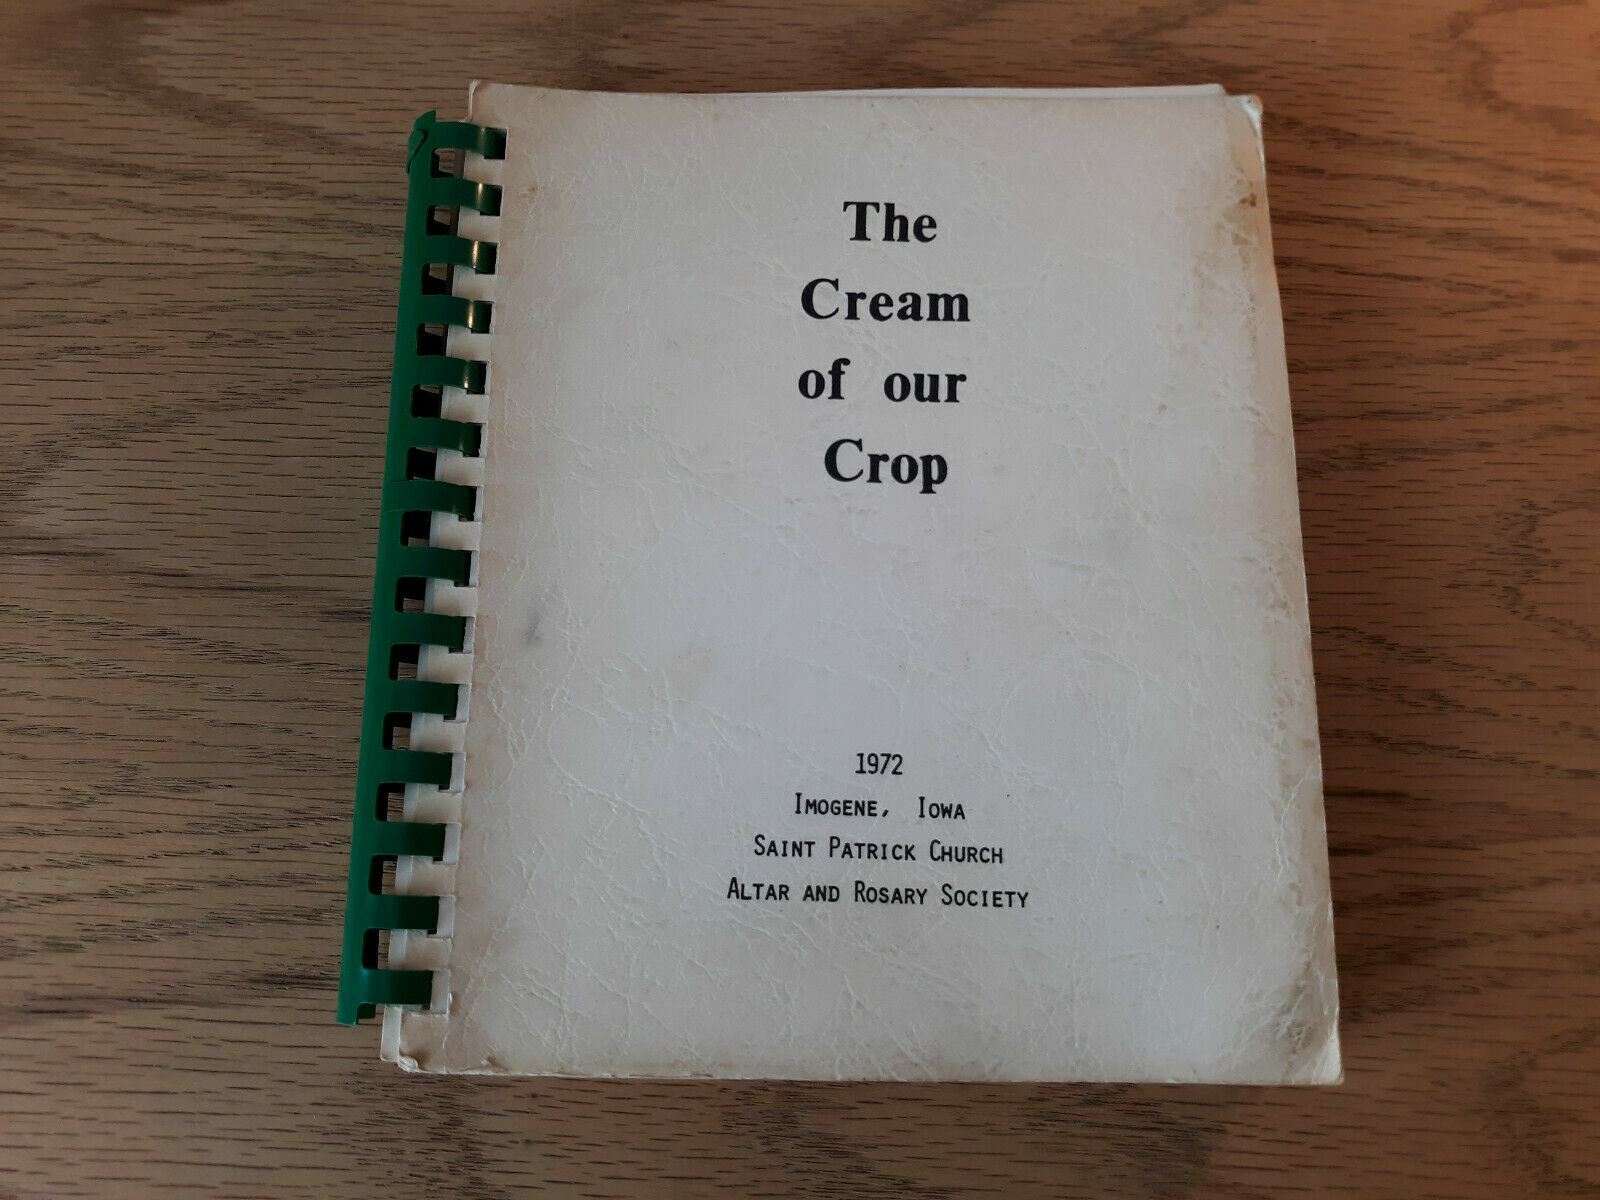 The
Cream
of our
Crop
1972
Imogene, Iowa
Saint Patrick Church
Altar and Rosary Society